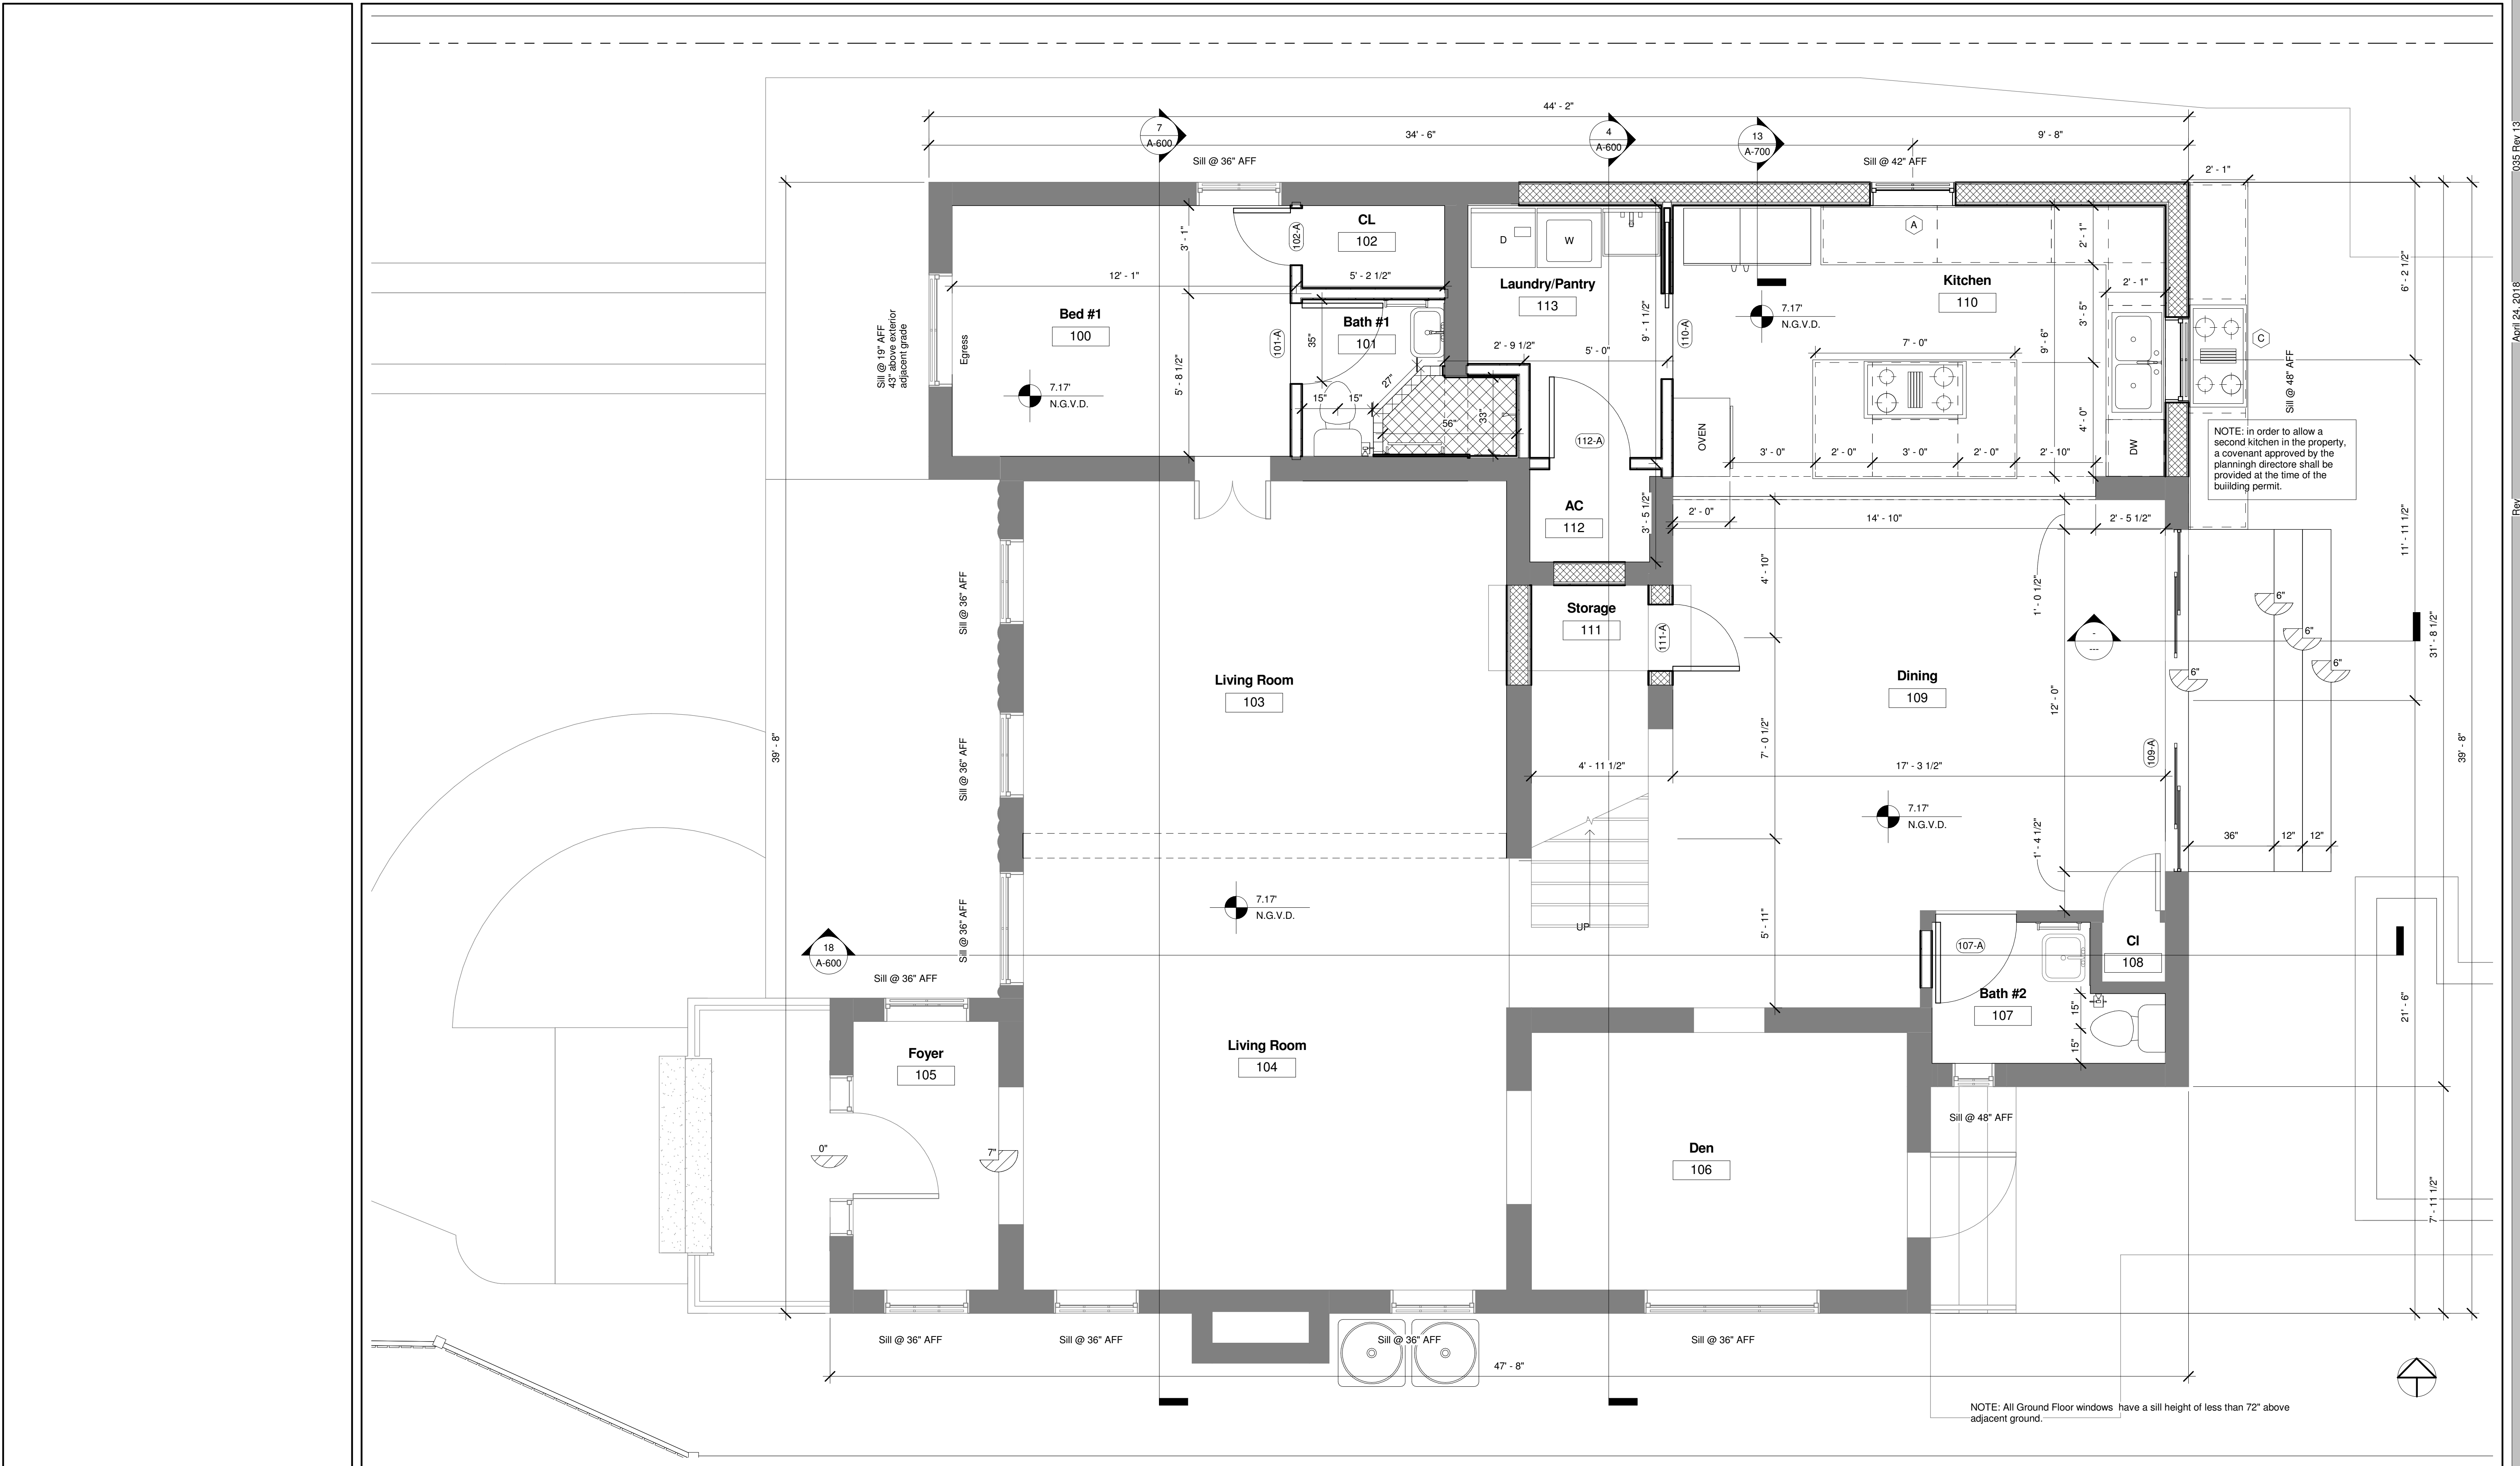 44' - 2"
34' - 6"
9' - 8"
7
A-600
4
A-600
13
A-700
Sill @ 36" AFF
Sill @ 42" AFF
2' - 1"
035 Rev 13
April 24, 2018
Rev
CL
102
102-A
3' - 1"
12' - 1"
5' - 2 1/2"
D
W
A
Laundry/Pantry
113
Kitchen
110
2' - 1"
2' - 1"
6' - 2 1/2"
Bed #1
100
Bath #1
101
101-A
35"
7.17'
N.G.V.D.
9' - 1 1/2"
110-A
3' - 5"
9' - 6"
C
Sill @ 19" AFF
43" above exterior
adjacent grade
Egress
2' - 9 1/2"
5' - 0"
7' - 0"
Sill @ 48" AFF
7.17'
N.G.V.D.
5' - 8 1/2"
27"
15"
15"
56"
33"
112-A
OVEN
4' - 0"
DW
3' - 0"
2' - 0"
3' - 0"
2' - 0"
2' - 10"
NOTE: in order to allow a
second kitchen in the property,
a covenant approved by the
planningh directore shall be
provided at the time of the
buiilding permit.
AC
112
3' - 5 1/2"
2' - 0"
14' - 10"
2' - 5 1/2"
11' - 11 1/2"
4' - 10"
1' - 0 1/2"
Sill @ 36" AFF
Storage
111
111-A
-
---
6"
6"
6"
6"
31' - 8 1/2"
Living Room
103
Dining
109
12' - 0"
39' - 8"
Sill @ 36" AFF
7' - 0 1/2"
4' - 11 1/2"
17' - 3 1/2"
109-A
39' - 8"
7.17'
N.G.V.D.
1' - 4 1/2"
36"
12"
12"
7.17'
N.G.V.D.
UP
5' - 11"
Sill @ 36" AFF
18
A-600
Sill @ 36" AFF
107-A
Cl
108
Bath #2
107
15"
15"
21' - 6"
Foyer
105
Living Room
104
Den
106
Sill @ 48" AFF
0"
7"
7' - 11 1/2"
Sill @ 36" AFF
Sill @ 36" AFF
Sill @ 36" AFF
Sill @ 36" AFF
47' - 8"
NOTE: All Ground Floor windows have a sill height of less than 72" above
adjacent ground.